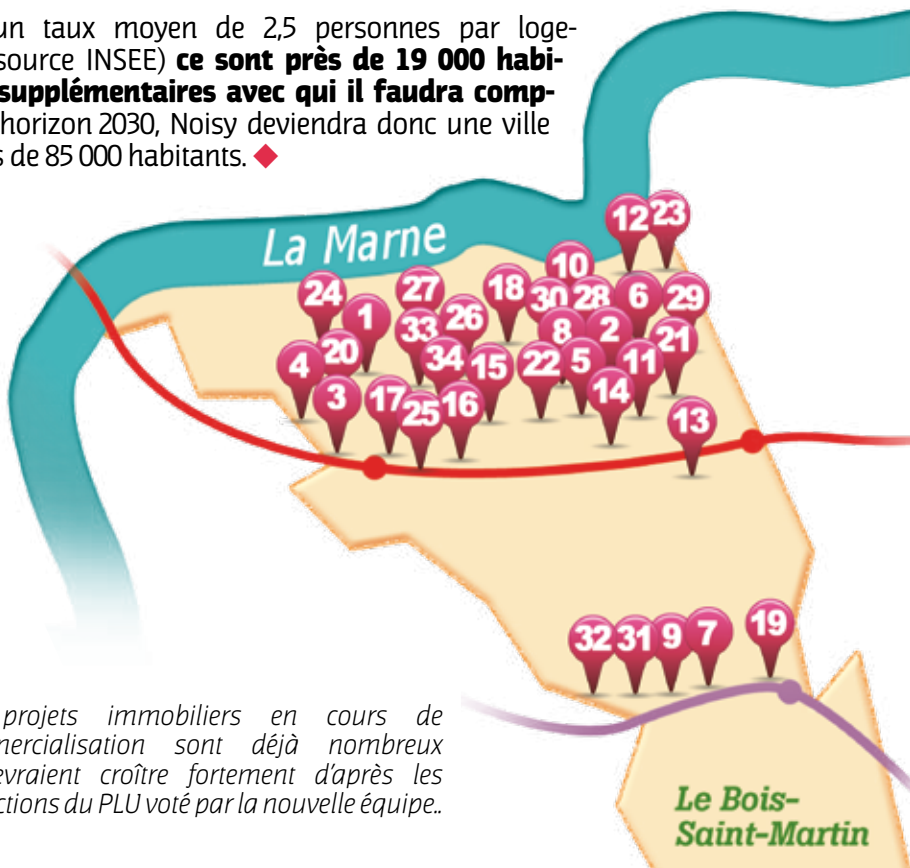 un taux moyen de 2,5 personnes par loge-
source INSEE) ce sont près de 19 000 habi-
supplémentaires avec qui il faudra comp-
horizon 2030, Noisy deviendra donc une ville
s de 85 000 habitants.
La Marne
12 23
10
24 27 18 30 28 6 29
1 33 26 8 2 21
4 20 34 15 22 5 11
3 17 25 16 14
13
32 31 9 7 19
projets immobiliers en cours de
mercialisation sont déjà nombreux
evraient croître fortement d'après les
ctions du PLU voté par la nouvelle équipe..
Le Bois-
Saint-Martin